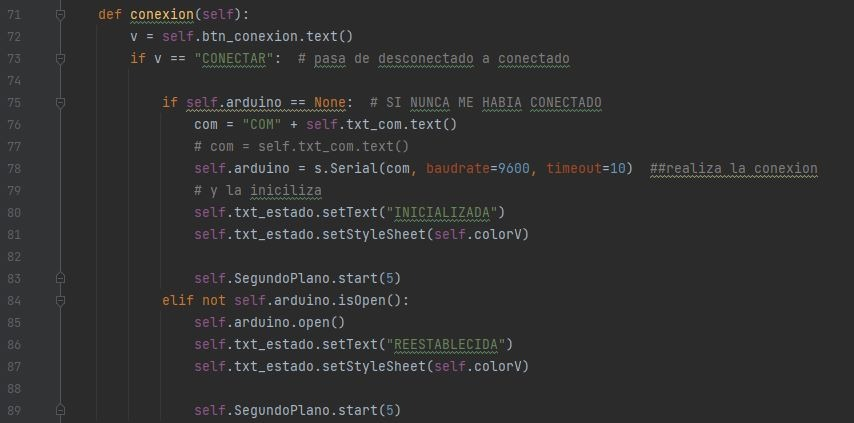 71 def conexion(self):
72 v = self.btn_conexion.text()
73 if v == "CONECTAR": # pasa de desconectado a conectado
74
75 if self.arduino == None: # SI NUNCA ME HABIA CONECTADO
76 com = "COM" + self.txt_com.text()
77 # com = self.txt_com.text()
78 self.arduino = s.Serial(com, baudrate=9600, timeout=10) ##realiza la conexion
79 # y la iniciliza
80 self.txt_estado.setText("INICIALIZADA")
81 self.txt_estado.setStyleSheet(self.colorV)
82
83 self.SegundoPlano.start(5)
84 elif not self.arduino.isOpen():
85 self.arduino.open()
86 self.txt_estado.setText("REESTABLECIDA")
87 self.txt_estado.setStyleSheet(self.colorV)
88
89 self.SegundoPlano.start(5)